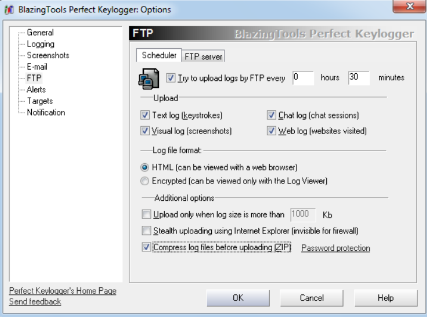 BlazingTools Perfect Keylogger: Options
General
Logging
Screenshots
E-mail
FTP
Alerts
Targets
Notification
FTP
BlazingTools Perfect Keylogger
Scheduler FTP server
Try to upload logs by FTP every 0 hours 30 minutes
Upload
Text log (keystrokes) Chat log (chat sessions)
Visual log (screenshots) Web log (websites visited)
Log file format:
HTML (can be viewed with a web browser)
Encrypted (can be viewed only with the Log Viewer)
Additional options
Upload only when log size is more than 1000 Kb
Stealth uploading using Internet Explorer (invisible for firewall)
Compress log files before uploading (ZIP) Password protection
Perfect Keylogger's Home Page
Send feedback
OK Cancel Help